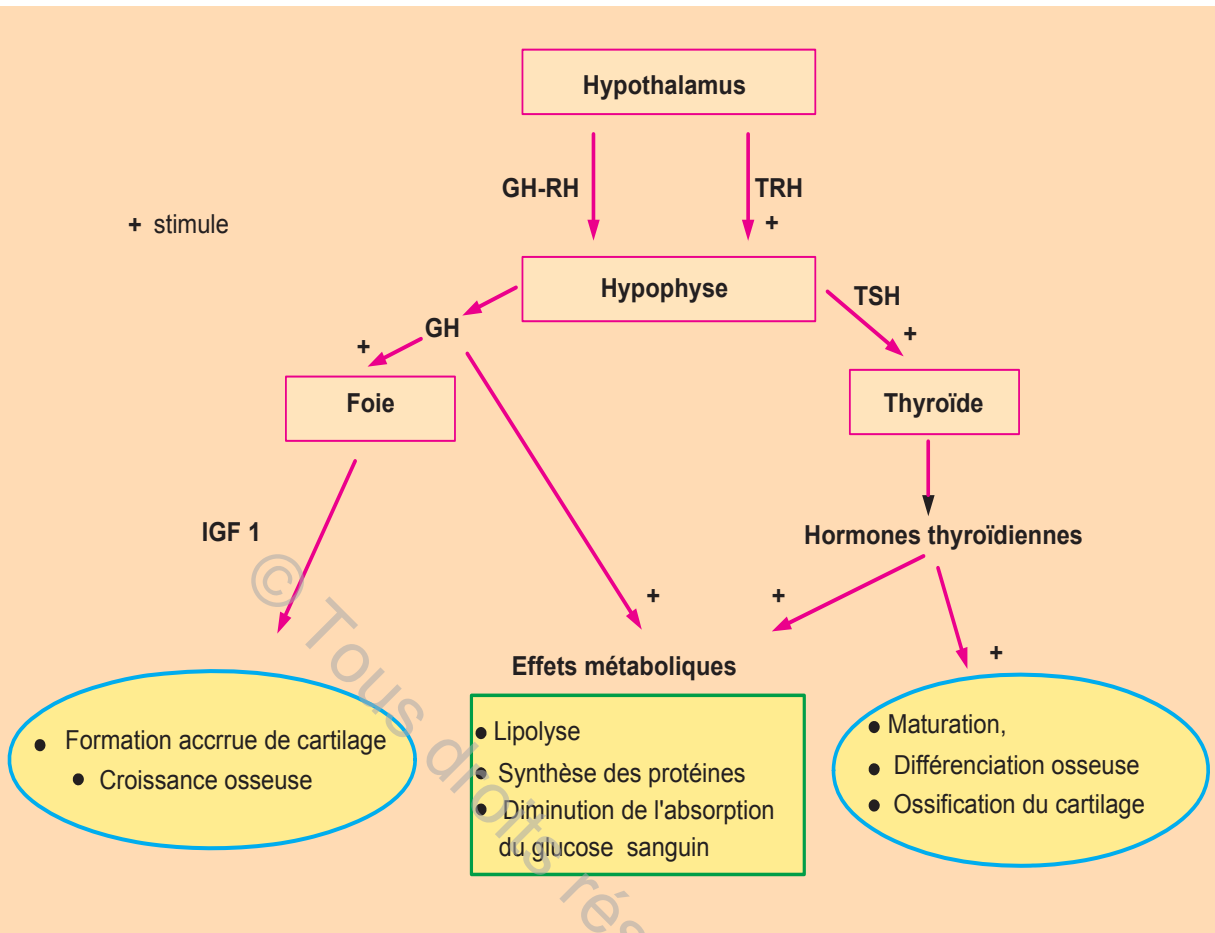 Hypothalamus
GH-RH
TRH
+ stimule
+
Hypophyse
TSH
GH
+
+
Foie
Thyroïde
IGF 1
Hormones thyroïdiennes
+
+
+
Effets métaboliques
● Formation accrrue de cartilage
● Croissance osseuse
● Lipolyse
● Synthèse des protéines
● Diminution de l'absorption
du glucose sanguin
● Maturation,
● Différenciation osseuse
● Ossification du cartilage
© Tous droits rés